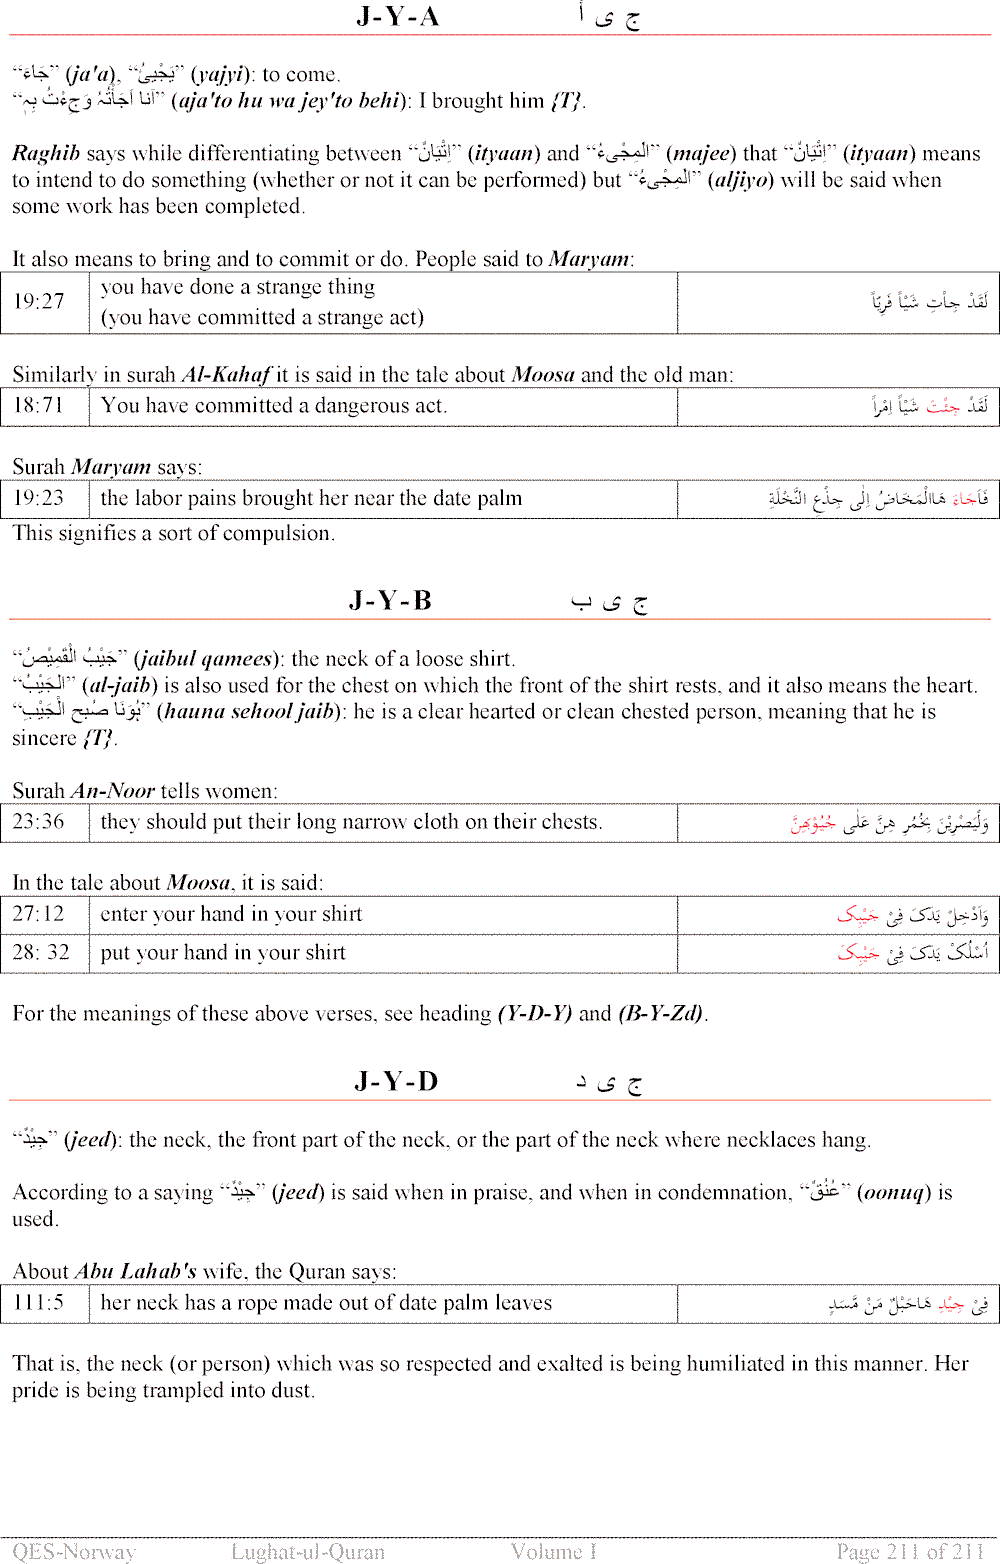 J-Y-A ج ی أ
“جَاءَ” (ja'a), “يَجْيِیُٔ” (yajyi): to come.
“اَنا اَجَأْتُہٗ وَجِءْتُ بِہٖ” (aja'to hu wa jey'to behi): I brought him {T}.
Raghib says while differentiating between “اِتْيَانٌ” (ityaan) and “الْمِجْیءُ” (majee) that “اِتْيَانٌ” (ityaan) means
to intend to do something (whether or not it can be performed) but “الْمِجْیءُ” (aljiyo) will be said when
some work has been completed.
It also means to bring and to commit or do. People said to Maryam:
19:27 you have done a strange thing لَقَدْ جِأْتِ شَيْاً فَرِيّاً
(you have committed a strange act)
Similarly in surah Al-Kahaf it is said in the tale about Moosa and the old man:
18:71 You have committed a dangerous act. لَقَدْ جِئْتَ شَيْاً اِمْراً
Surah Maryam says:
19:23 the labor pains brought her near the date palm فَاَجَاءَ هَاالْمَخَاضُ اِلٰی جِذْعِ النَّخْلَةِ
This signifies a sort of compulsion.
J-Y-B ج ی ب
“جَيْبُ الْقَمِيْصُ” (jaibul qamees): the neck of a loose shirt.
“الْجَيْبُ” (al-jaib) is also used for the chest on which the front of the shirt rests, and it also means the heart.
“ہُوَنَا صُبح الْجَيْبِ” (hauna sehool jaib): he is a clear hearted or clean chested person, meaning that he is
sincere {T}.
Surah An-Noor tells women:
23:36 they should put their long narrow cloth on their chests. وَلْيَضْرِبْنَ بِخُمُرِ هِنَّ عَلٰی جُيُوْهِنَّ
In the tale about Moosa, it is said:
27:12 enter your hand in your shirt وَاَدْخِلْ يَدَکَ فِیْ جَيْبِکَ
28: 32 put your hand in your shirt اُسْلُکْ يَدَکَ فِیْ جَيْبِکَ
For the meanings of these above verses, see heading (Y-D-Y) and (B-Y-Zd).
J-Y-D ج ی د
“جِيْدٌ” (jeed): the neck, the front part of the neck, or the part of the neck where necklaces hang.
According to a saying “جِيْدٌ” (jeed) is said when in praise, and when in condemnation, “عُنُقٌ” (oonuq) is
used.
About Abu Lahab's wife, the Quran says:
111:5 her neck has a rope made out of date palm leaves فِیْ جِيْدِ هَاحَبْلٌ مَنْ مَّسَدٍ
That is, the neck (or person) which was so respected and exalted is being humiliated in this manner. Her
pride is being trampled into dust.
QES-Norway Lughat-ul-Quran Volume I Page 211 of 211